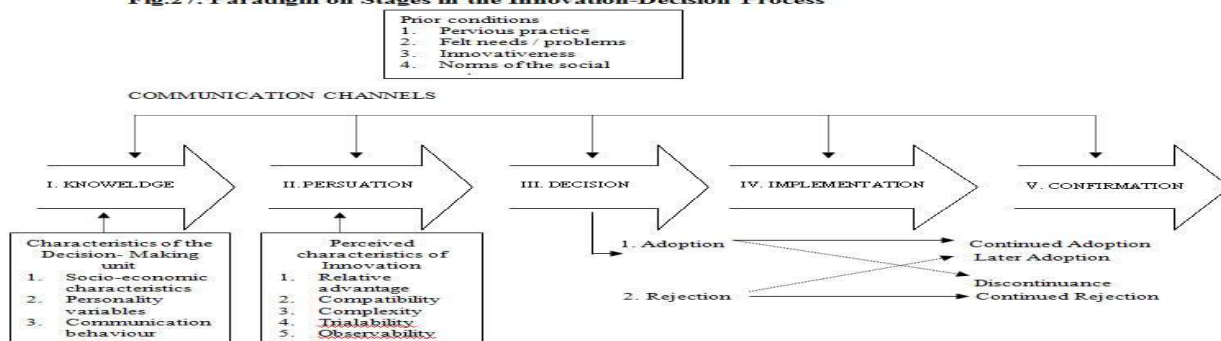 Fig.27. Paradigm on Stages in the Innovation-Decision Process
Prior conditions
1. Pervious practice
2. Felt needs / problems
3. Innovativeness
4. Norms of the social
COMMUNICATION CHANNELS
I. KNOWELDGE
II.PERSUATION
III. DECISION
IV. IMPLEMENTATION
V. CONFIRMATION
Characteristics of the
Decision- Making
unit
1. Socio-economic
characteristics
2. Personality
variables
3. Communication
behaviour
Perceived
characteristics of
Innovation
1. Relative
advantage
2. Compatibility
3. Complexity
4. Trialability
5. Observability
1. Adoption
2. Rejection
Continued Adoption
Later Adoption
Discontinuance
Continued Rejection